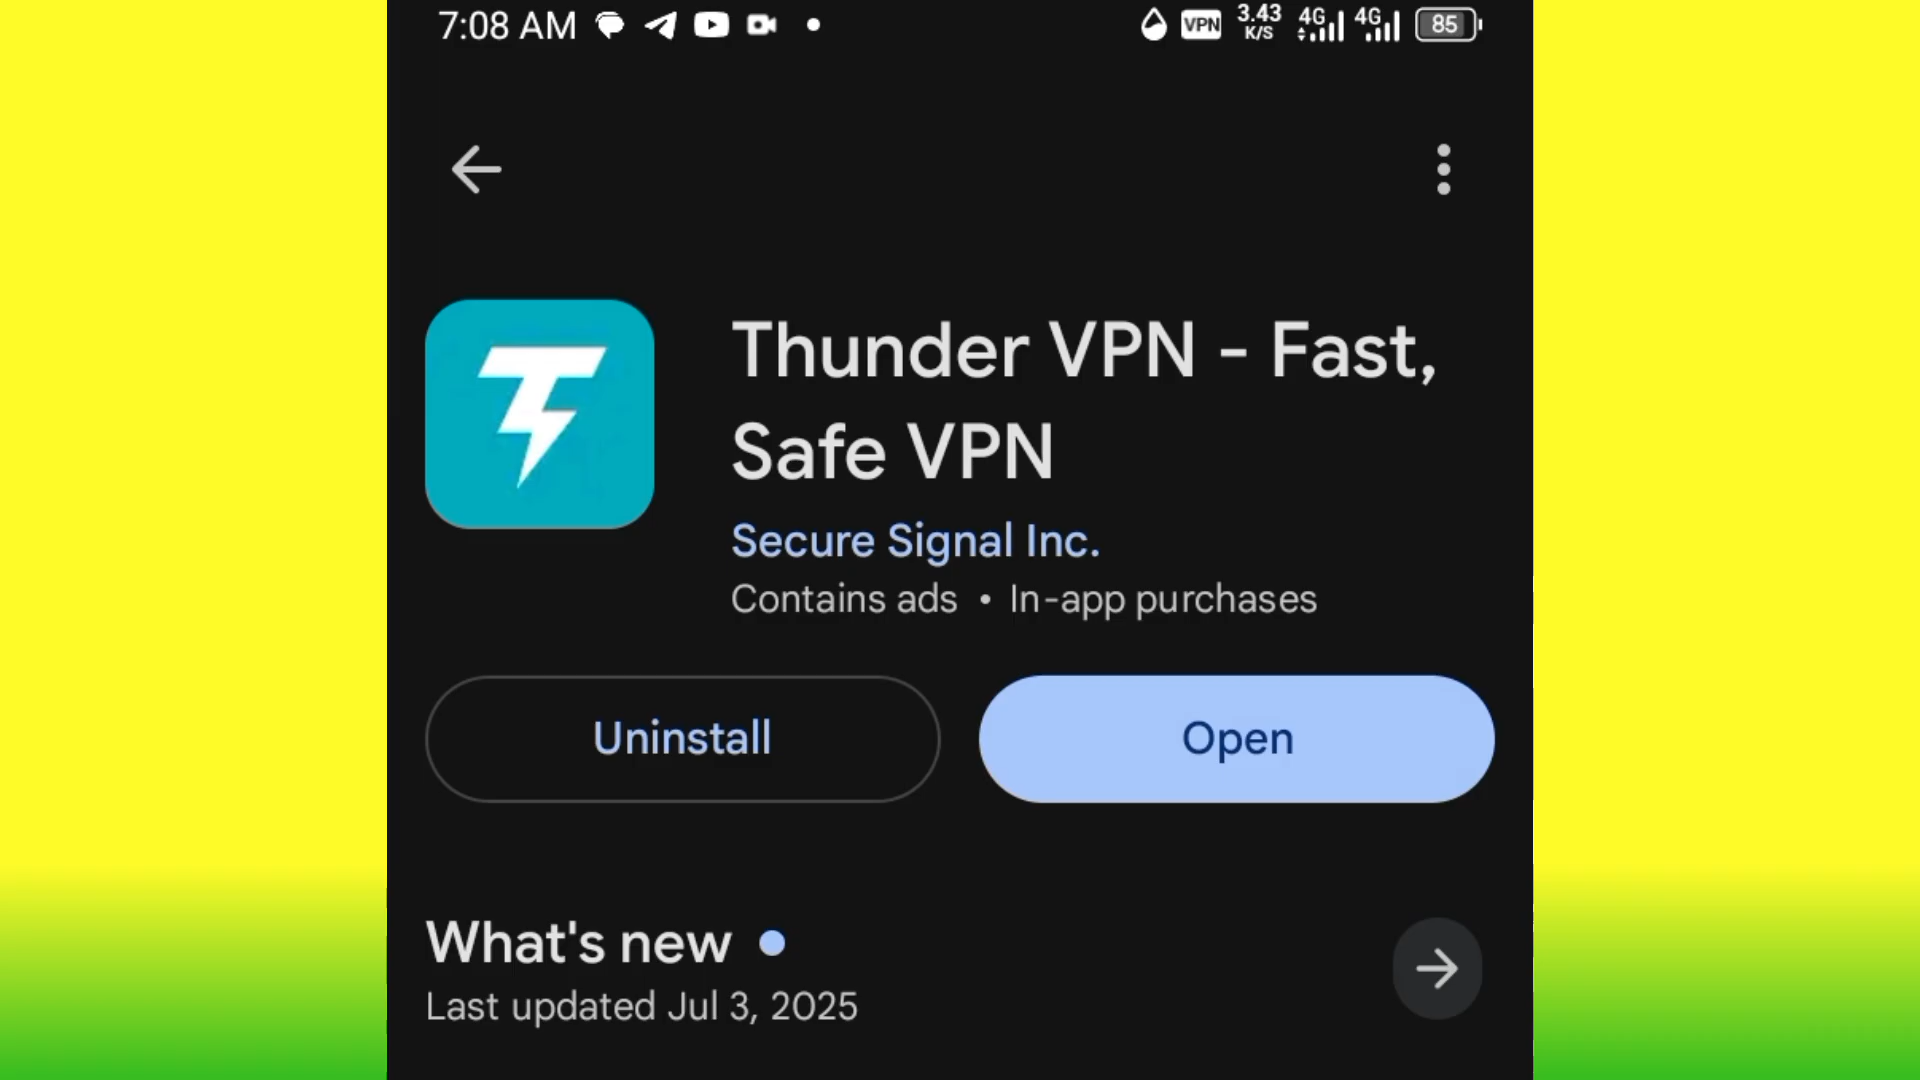 7:08 AM VPN 3.43 K/S 4G 4G 85
Thunder VPN - Fast,
Safe VPN
Secure Signal Inc.
Contains ads • In-app purchases
Uninstall Open
What's new
Last updated Jul 3, 2025